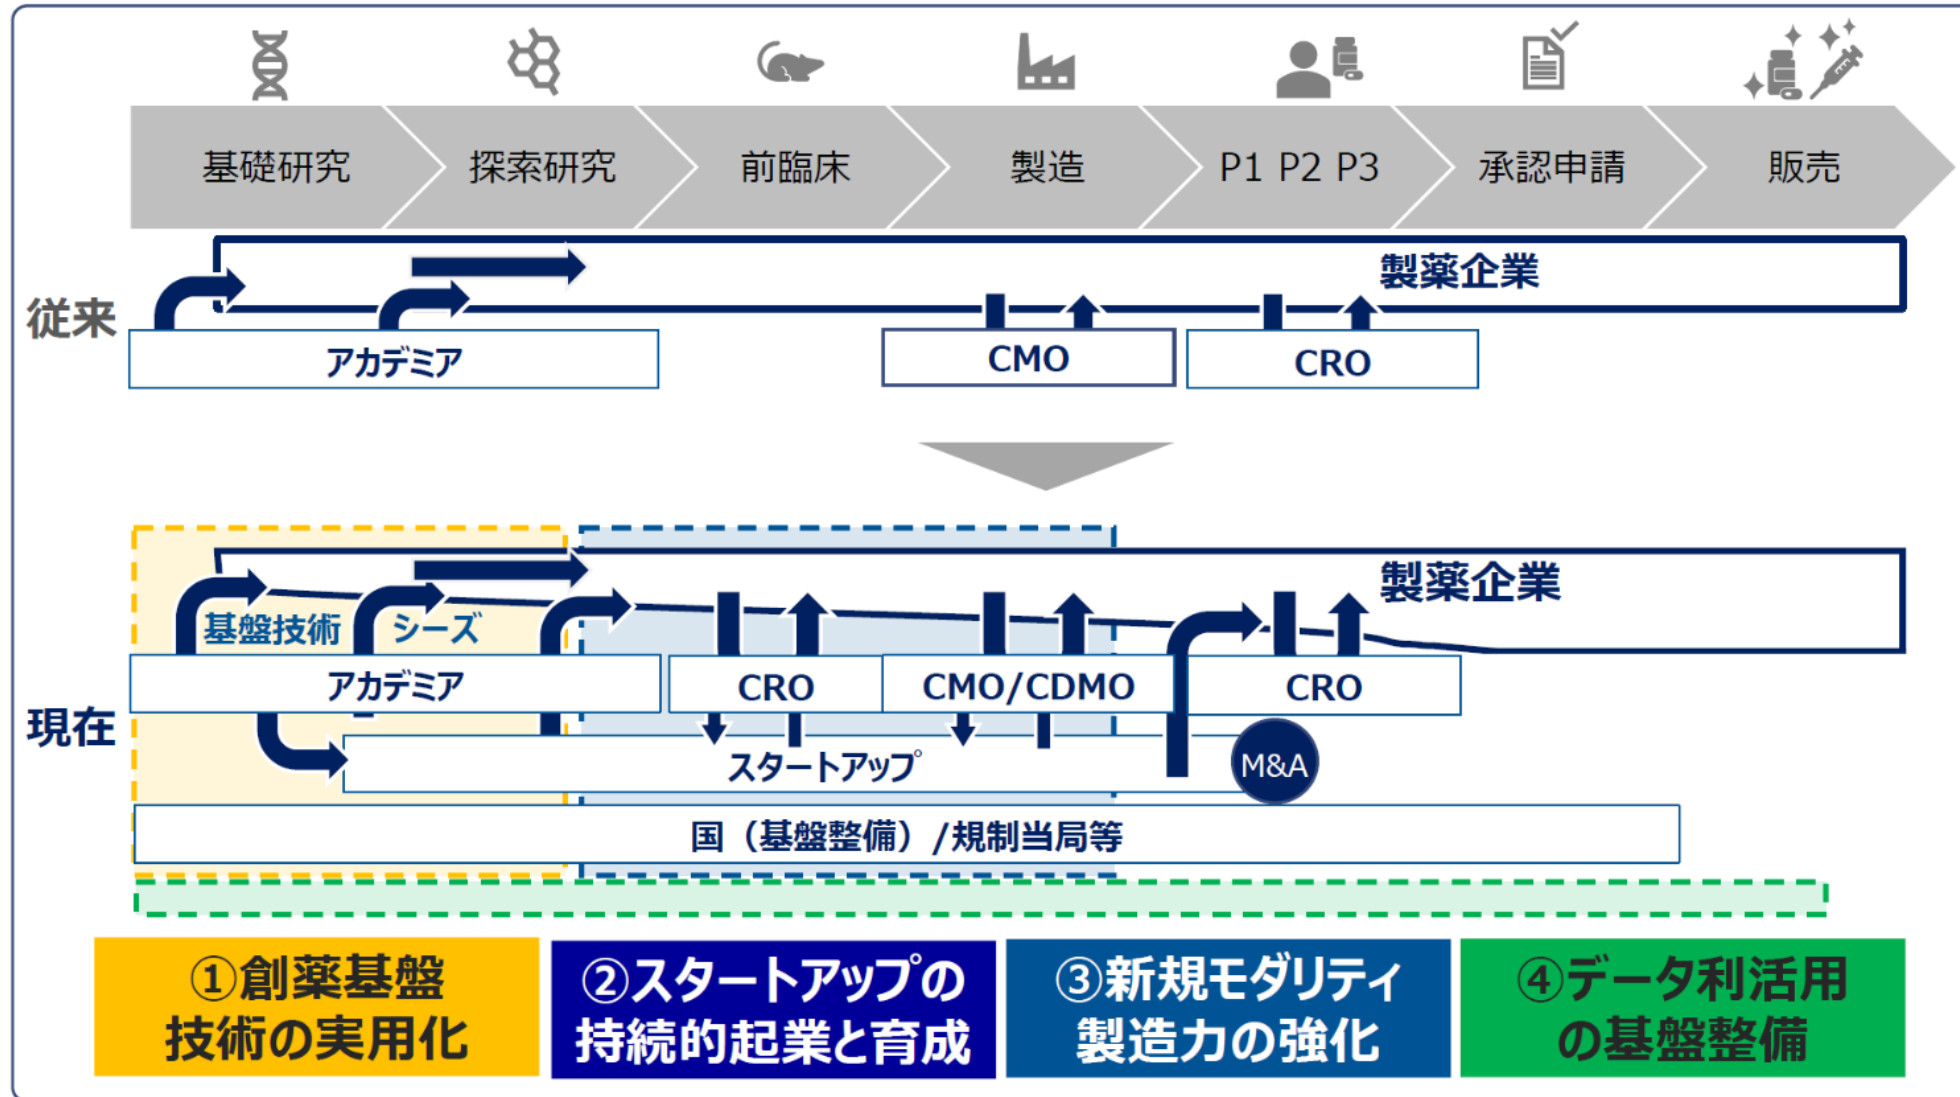 基礎研究
探索研究
前臨床
製造
P1 P2 P3
承認申請
販売
従来
製薬企業
アカデミア
CMO
CRO
現在
製薬企業
基盤技術
シーズ
アカデミア
CRO
CMO/CDMO
CRO
スタートアップ
M&A
国（基盤整備）/規制当局等
①創薬基盤
技術の実用化
②スタートアップの
持続的起業と育成
③新規モダリティ
製造力の強化
④データ利活用
の基盤整備